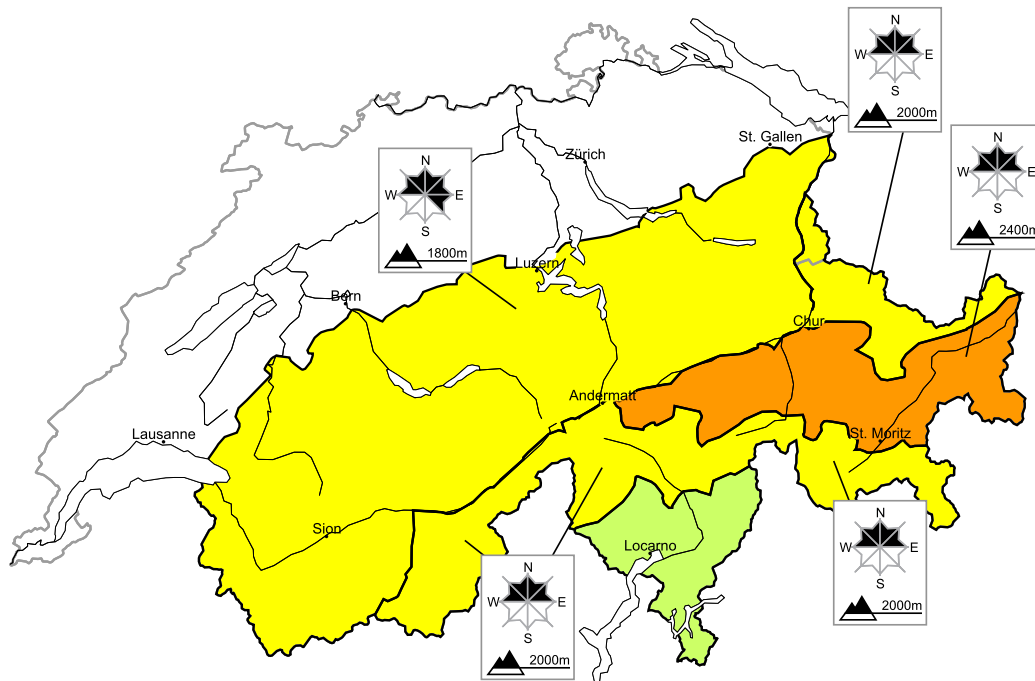 N
W E
S
2000m
N
W E
S
2400m
St. Gallen
Zürich
N
W E
S
1800m
Luzern
Bern
Chur
Andermatt
Lausanne
St. Moritz
Sion
Locarno
N
W E
S
2000m
N
W E
S
2000m